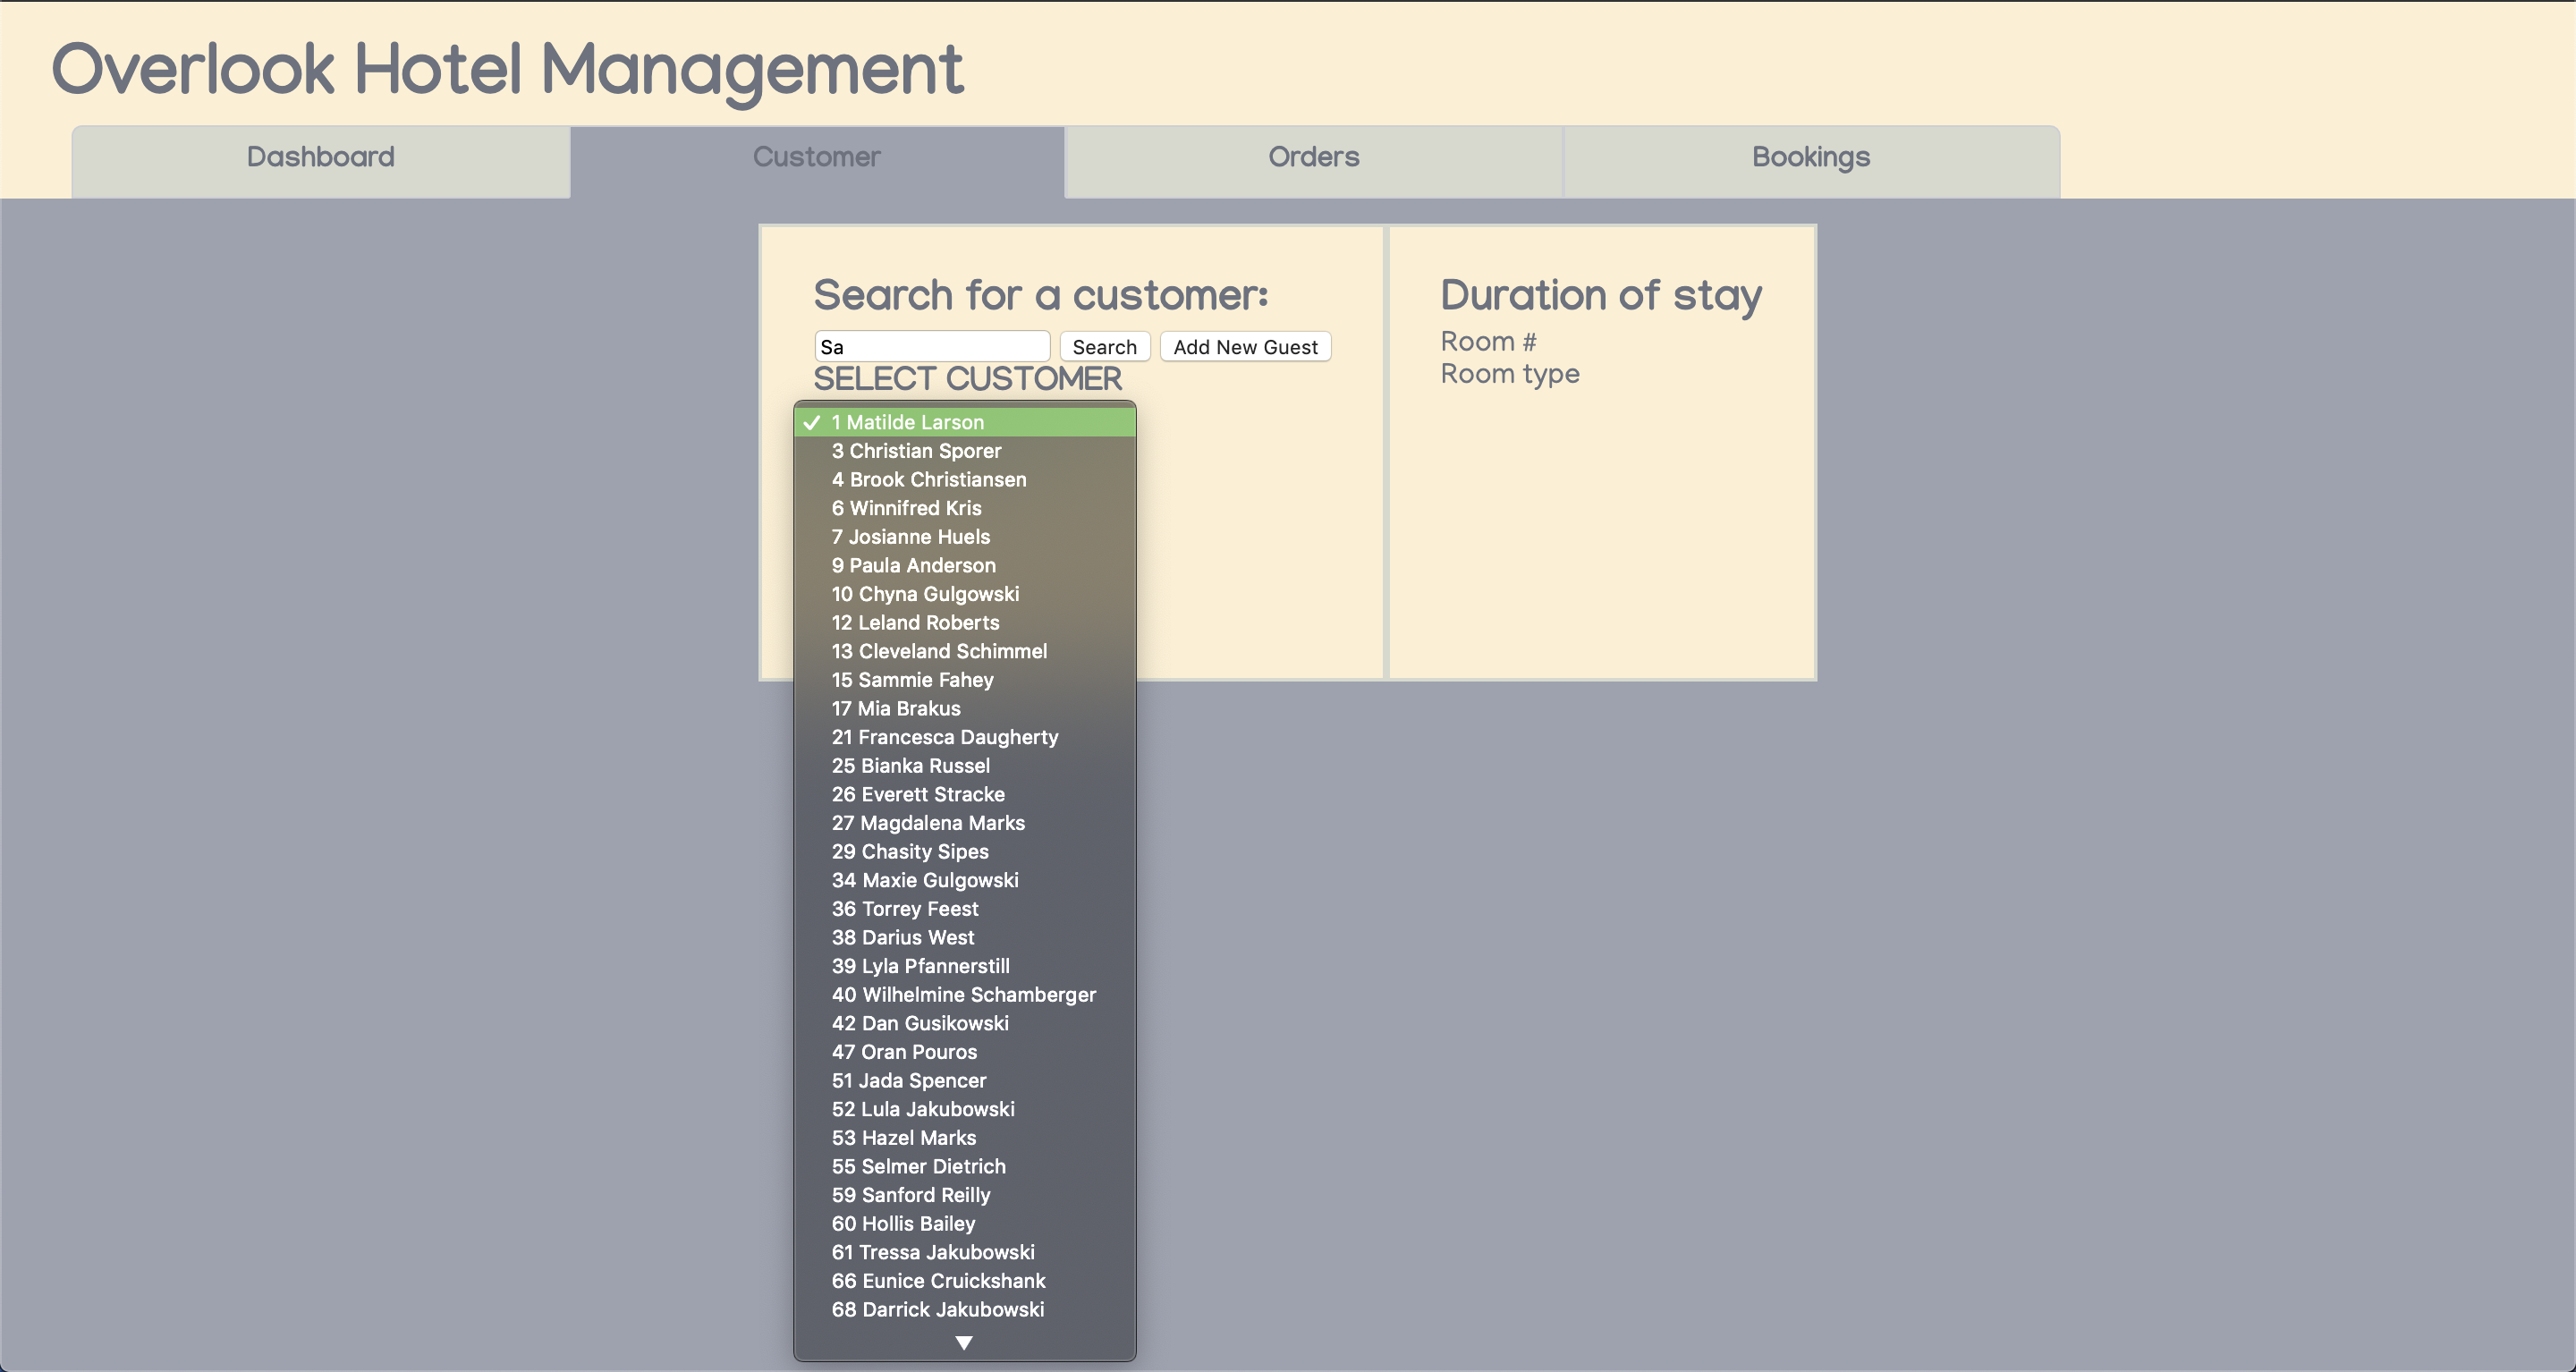 Overlook Hotel Management
Dashboard Customer Orders Bookings
Search for a customer:
Sa Search Add New Guest
SELECT CUSTOMER
✓ 1 Matilde Larson
3 Christian Sporer
4 Brook Christiansen
6 Winnifred Kris
7 Josianne Huels
9 Paula Anderson
10 Chyna Gulgowski
12 Leland Roberts
13 Cleveland Schimmel
15 Sammie Fahey
17 Mia Brakus
21 Francesca Daugherty
25 Bianka Russel
26 Everett Stracke
27 Magdalena Marks
29 Chasity Sipes
34 Maxie Gulgowski
36 Torrey Feest
38 Darius West
39 Lyla Pfannerstill
40 Wilhelmine Schamberger
42 Dan Gusikowski
47 Oran Pouros
51 Jada Spencer
52 Lula Jakubowski
53 Hazel Marks
55 Selmer Dietrich
59 Sanford Reilly
60 Hollis Bailey
61 Tressa Jakubowski
66 Eunice Cruickshank
68 Darrick Jakubowski
Duration of stay
Room #
Room type